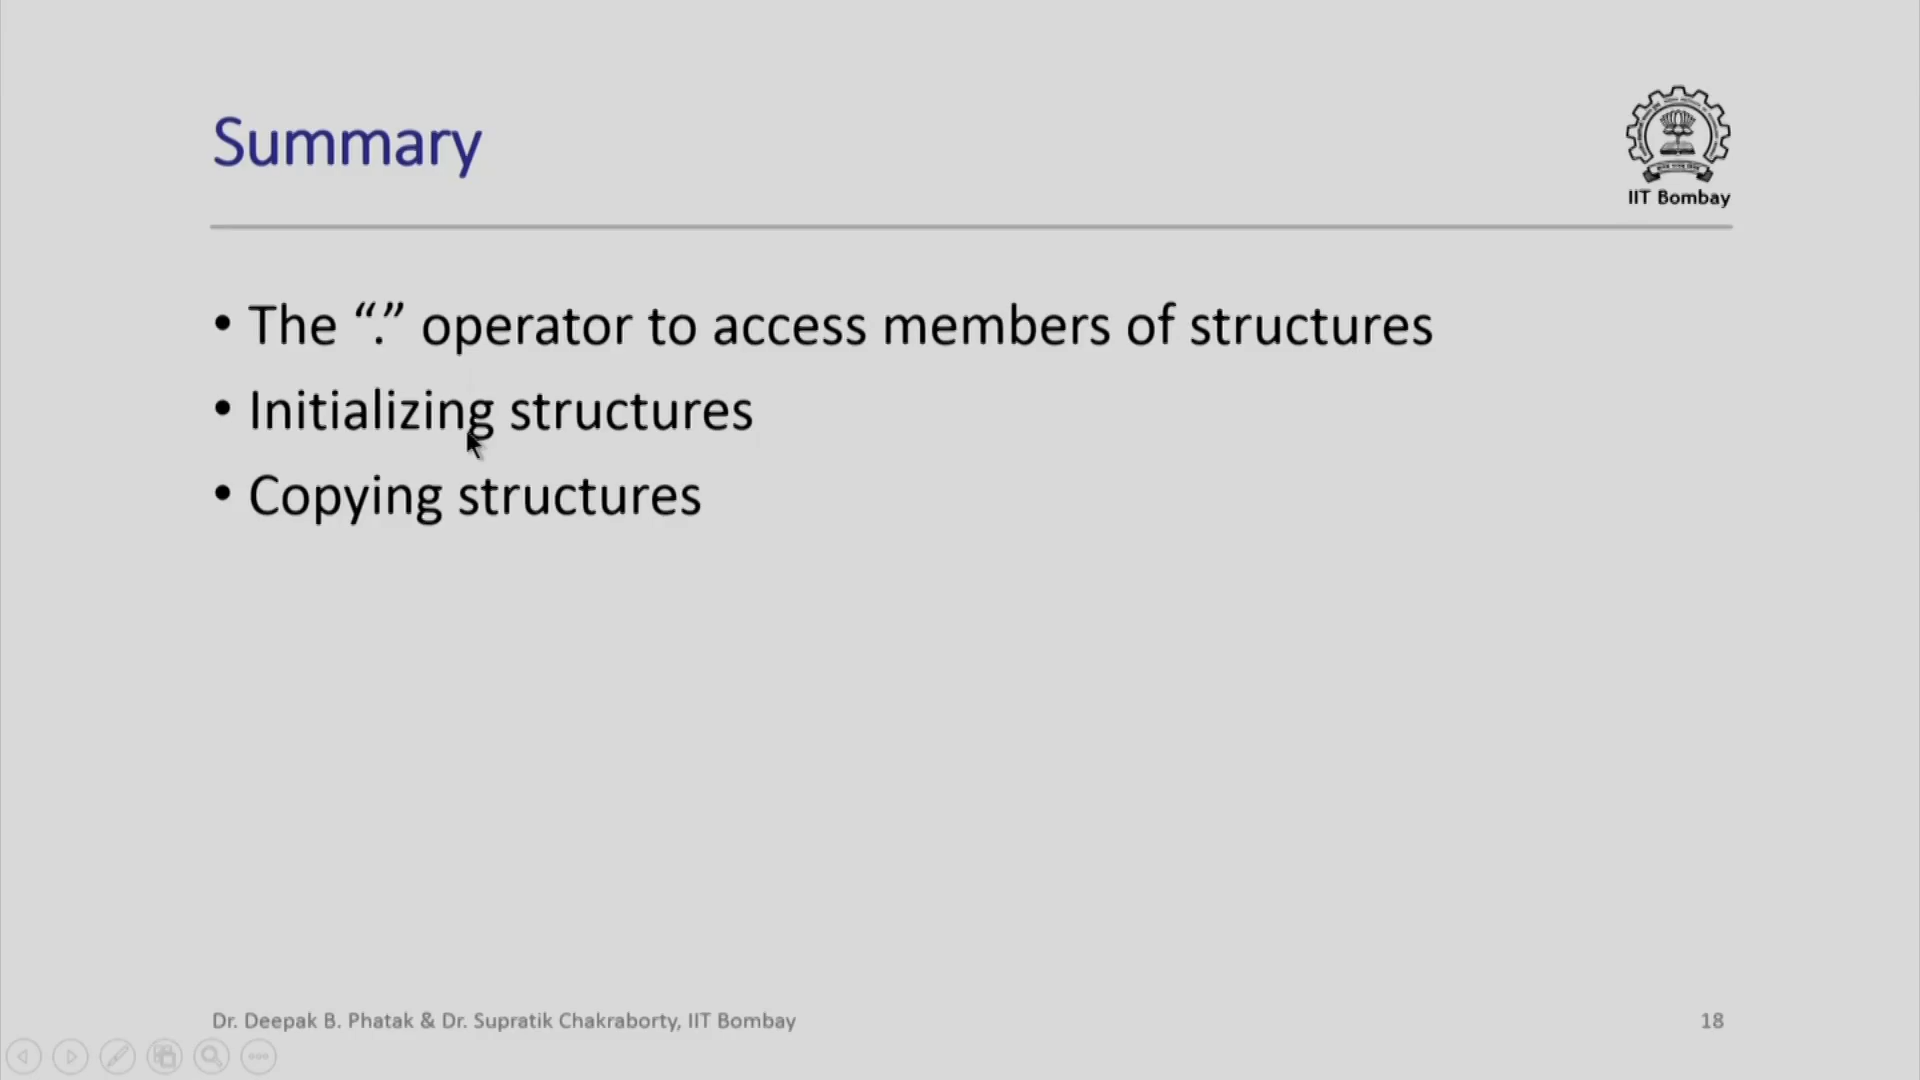 Summary
IIT Bombay
• The “.” operator to access members of structures
• Initializing structures
• Copying structures
Dr. Deepak B. Phatak & Dr. Supratik Chakraborty, IIT Bombay
18